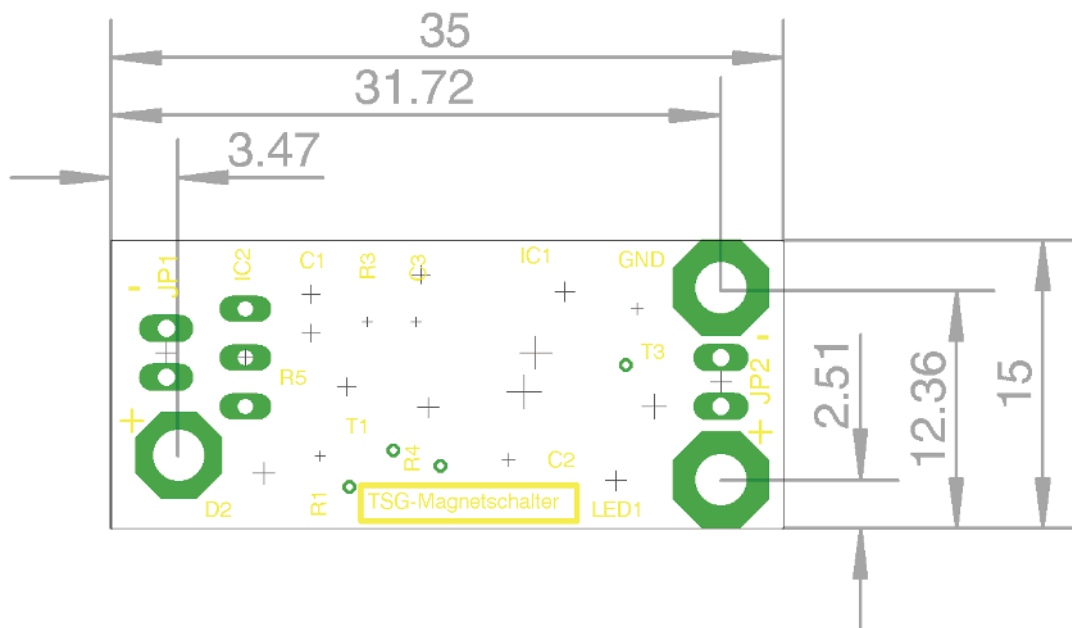 35
31.72
3.47
- JP1 IC2 C1 R3 C3 IC1 GND
R5 T3 - JP2
+ T1 R4 C2 +
D2 R1 TSG-Magnetschalter LED1
2.51
12.36
15